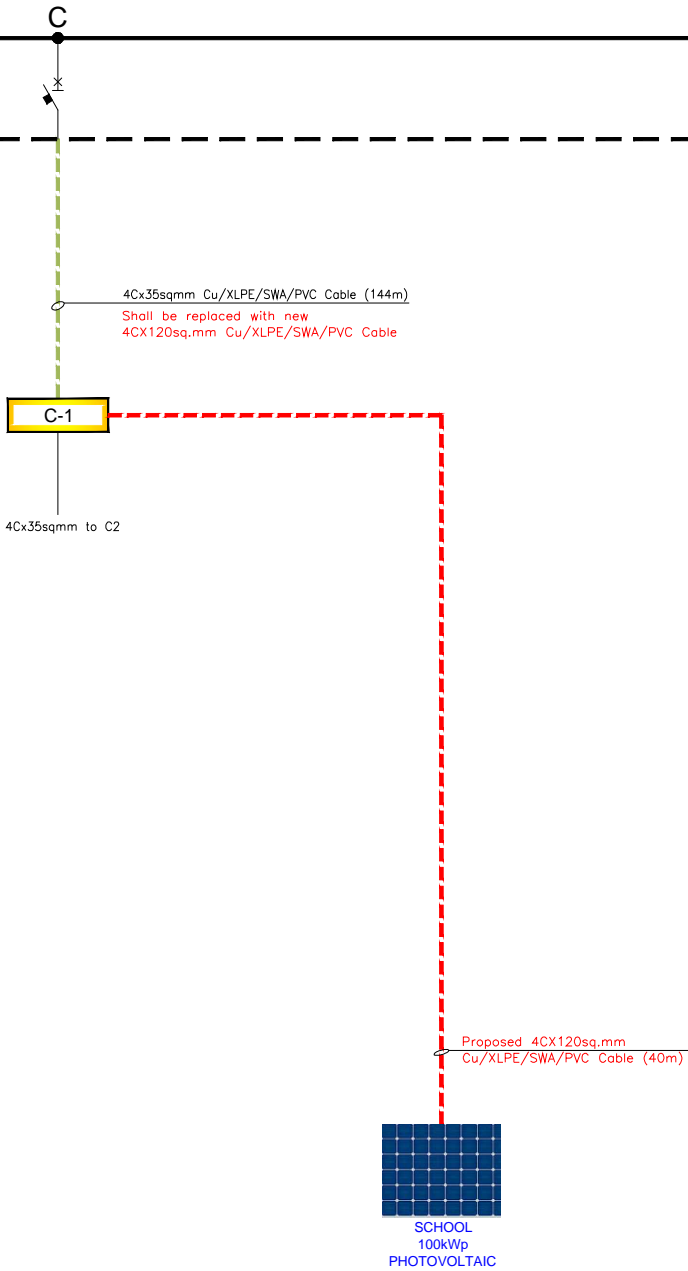 C
4Cx35sqmm Cu/XLPE/SWA/PVC Cable (144m)
Shall be replaced with new
4CX120sq.mm Cu/XLPE/SWA/PVC Cable
C-1
4Cx35sqmm to C2
Proposed 4CX120sq.mm
Cu/XLPE/SWA/PVC Cable (40m)
SCHOOL
100kWp
PHOTOVOLTAIC